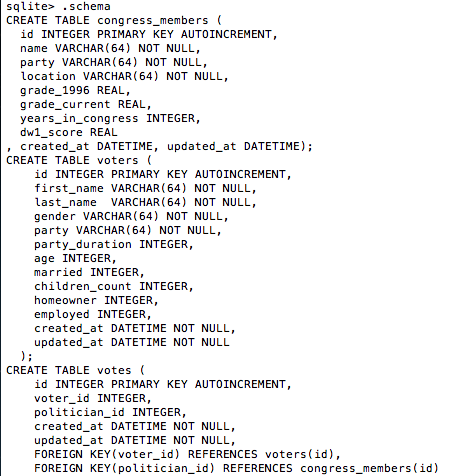 sqlite> .schema
CREATE TABLE congress_members (
  id INTEGER PRIMARY KEY AUTOINCREMENT,
  name VARCHAR(64) NOT NULL,
  party VARCHAR(64) NOT NULL,
  location VARCHAR(64) NOT NULL,
  grade_1996 REAL,
  grade_current REAL,
  years_in_congress INTEGER,
  dw1_score REAL
, created_at DATETIME, updated_at DATETIME);
CREATE TABLE voters (
    id INTEGER PRIMARY KEY AUTOINCREMENT,
    first_name VARCHAR(64) NOT NULL,
    last_name  VARCHAR(64) NOT NULL,
    gender VARCHAR(64) NOT NULL,
    party VARCHAR(64) NOT NULL,
    party_duration INTEGER,
    age INTEGER,
    married INTEGER,
    children_count INTEGER,
    homeowner INTEGER,
    employed INTEGER,
    created_at DATETIME NOT NULL,
    updated_at DATETIME NOT NULL
  );
CREATE TABLE votes (
    id INTEGER PRIMARY KEY AUTOINCREMENT,
    voter_id INTEGER,
    politician_id INTEGER,
    created_at DATETIME NOT NULL,
    updated_at DATETIME NOT NULL,
    FOREIGN KEY(voter_id) REFERENCES voters(id),
    FOREIGN KEY(politician_id) REFERENCES congress_members(id)